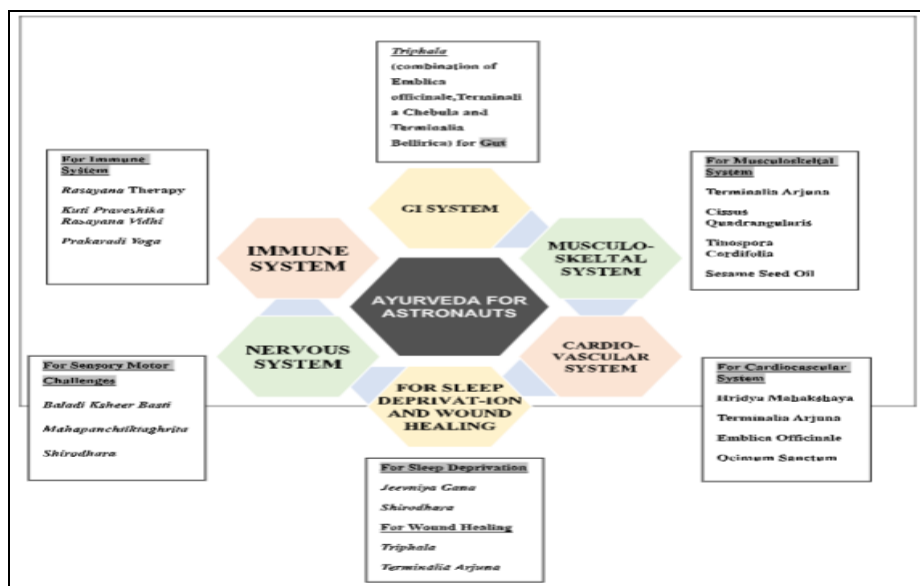 Triphala
(combination of
Emblica
officinale,Terminali
a Chebula and
Terminalia
Bellirica) for Gut
For Immune
System
Rasayana Therapy
Kuti Praveshika
Rasayana Vidhi
Prakaradi Yoga
For Musculoskeltal
System
Terminalia Arjuna
Cissus
Quadrangularis
Tinospora
Cordifolia
Sesame Seed Oil
GI SYSTEM
IMMUNE
SYSTEM
MUSCULO-
SKELTAL
SYSTEM
AYURVEDA FOR
ASTRONAUTS
NERVOUS
SYSTEM
CARDIO-
VASCULAR
SYSTEM
FOR SLEEP
DEPRIVAT-ION
AND WOUND
HEALING
For Sensory Motor
Challenges
Baladi Ksheer Basti
Shirodhara
For Cardiocascular
System
Hridya Mahakshaya
Terminalia Arjuna
Emblica Officinale
Ocimum Sanctum
For Sleep Deprivation
Jeevniya Gana
Shirodhara
For Wound Healing
Triphala
Terminalia Arjuna